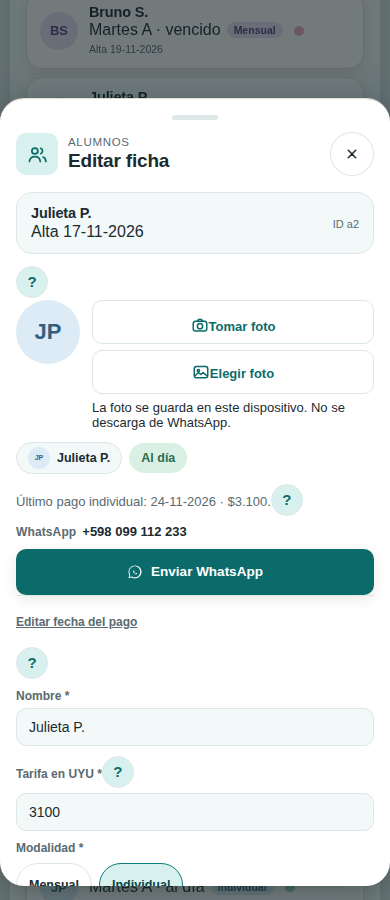 Bruno S.
BS
Martes A · vencido
Mensual
Alta 19-11-2026
Julieta P.
ALUMNOS
Editar ficha
Julieta P.
Alta 17-11-2026
ID a2
?
JP
Tomar foto
Elegir foto
La foto se guarda en este dispositivo. No se
descarga de WhatsApp.
JP
Julieta P.
Al día
Último pago individual: 24-11-2026 · $3.100.
?
WhatsApp +598 099 112 233
Enviar WhatsApp
Editar fecha del pago
?
Nombre *
Julieta P.
Tarifa en UYU *
?
3100
Modalidad *
Mensual
Individual
JP
Martes A · al día
Individual